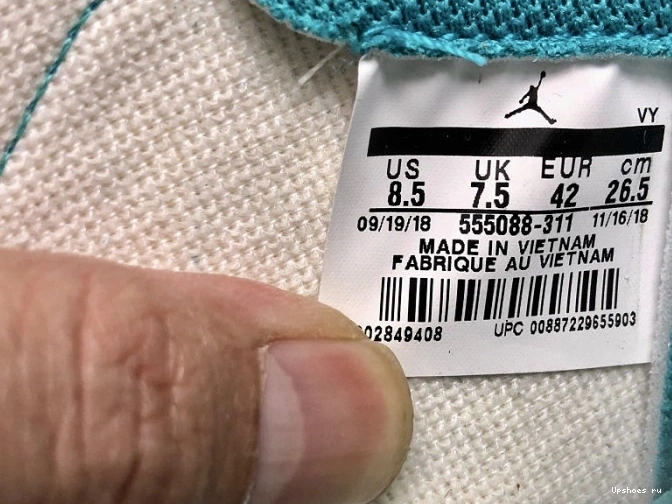 VY
US UK EUR cm
8.5 7.5 42 26.5
09/19/18 555088-311 11/16/18
MADE IN VIETNAM
FABRIQUE AU VIETNAM
02849408 UPC 00887229655903
Upshoes ru